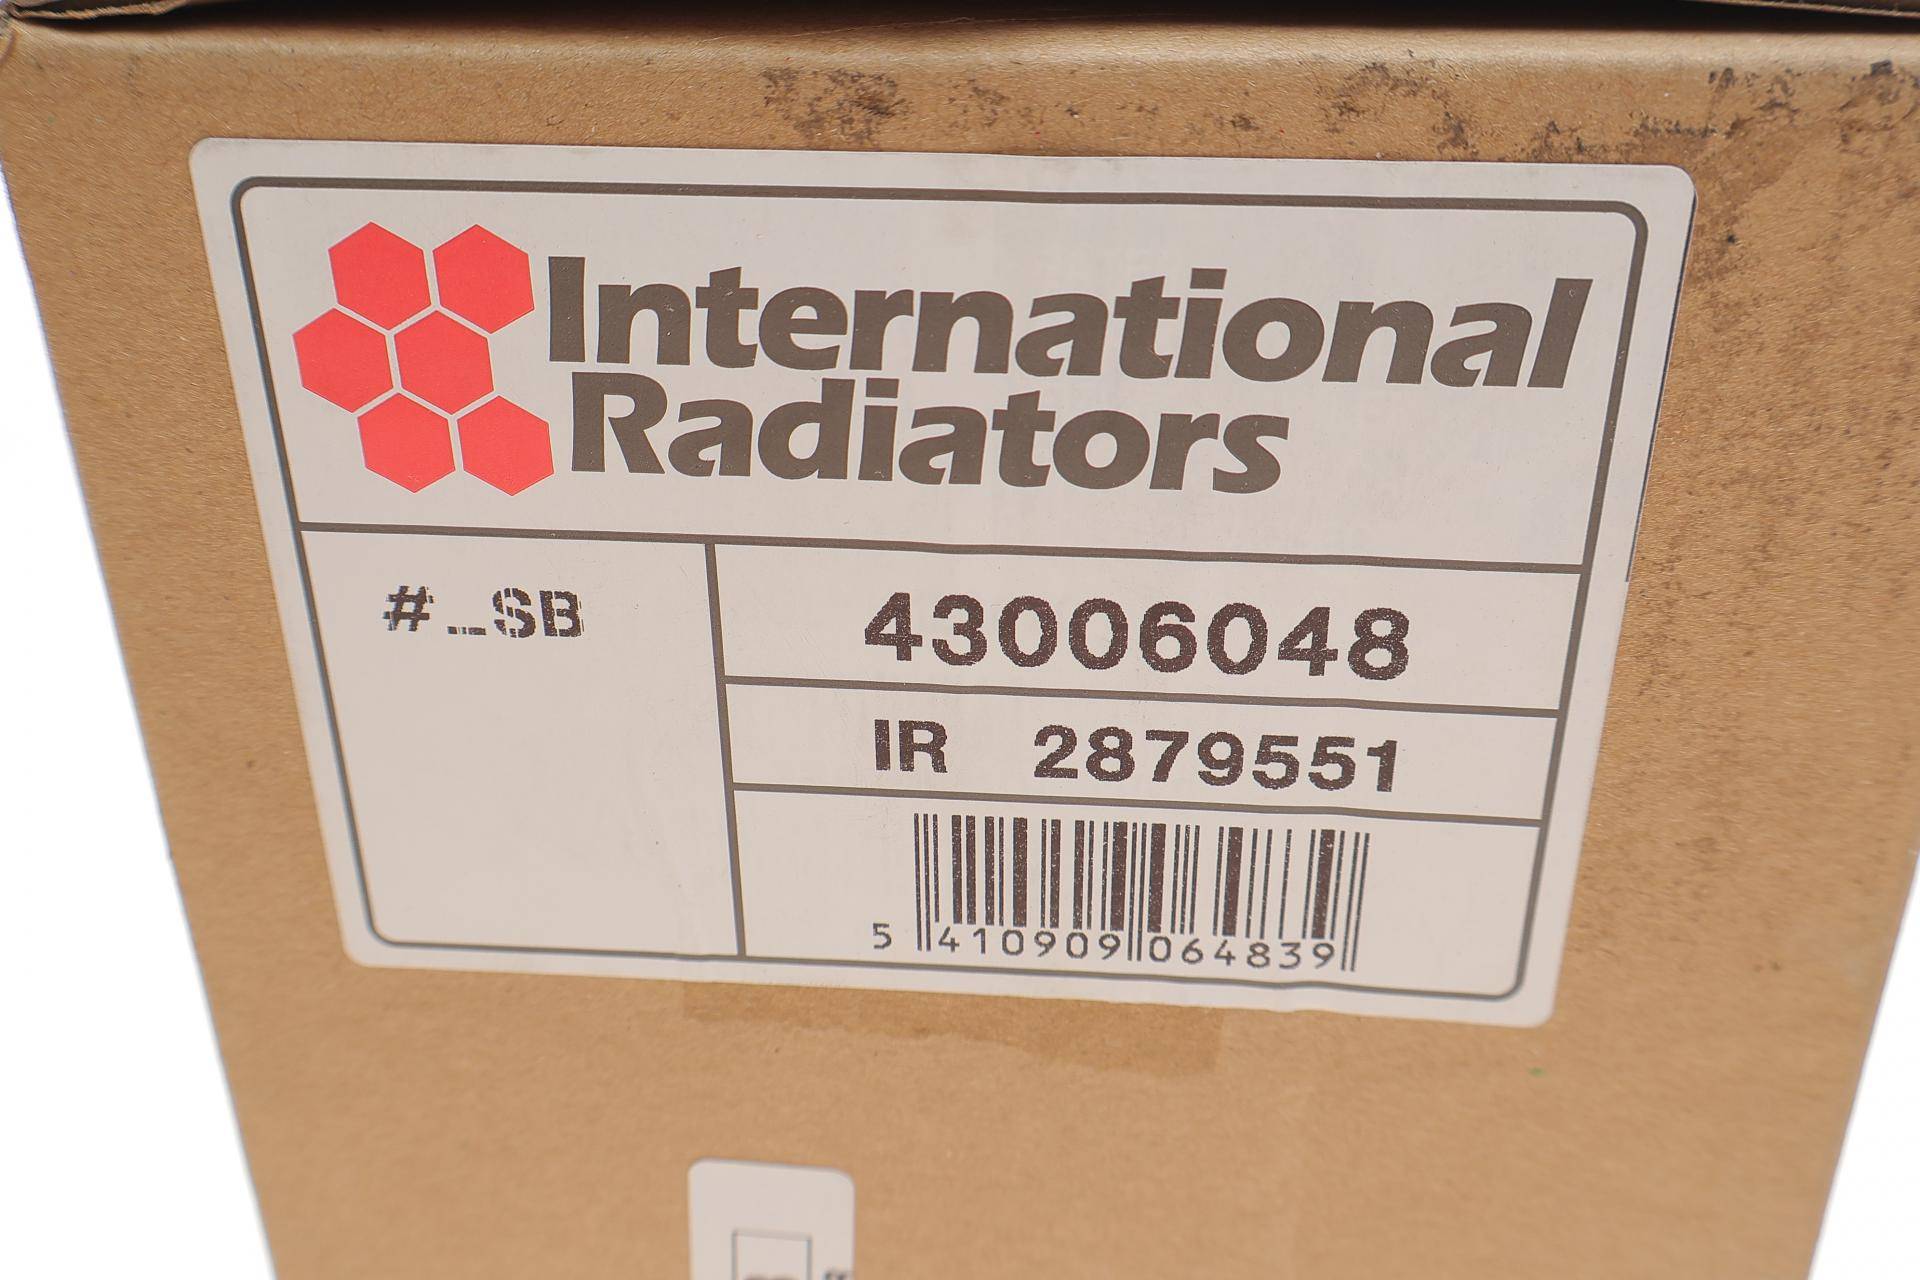 International
Radiators
#_SB
43006048
IR 2879551
5 410909 064839